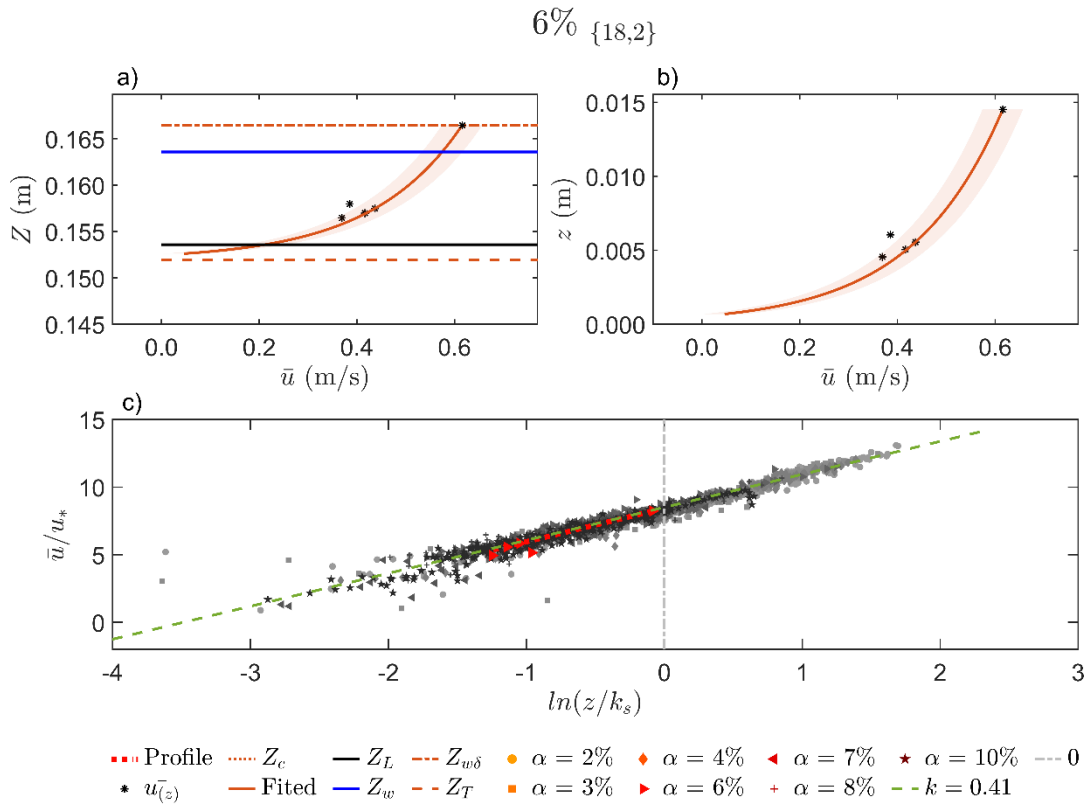 6% {18,2}
a)
b)
0.165
0.160
0.155
0.150
0.145
Z (m)
0.0 0.2 0.4 0.6
ū (m/s)
0.015
0.010
0.005
0.000
z (m)
0.0 0.2 0.4 0.6
ū (m/s)
c)
15
10
5
0
ū/u*
-4 -3 -2 -1 0 1 2 3
ln(z/ks)
Profile Zc ZL Zwδ α = 2% α = 4% α = 7% α = 10% 0
ū(z) Fited Zw ZT α = 3% α = 6% α = 8% k = 0.41